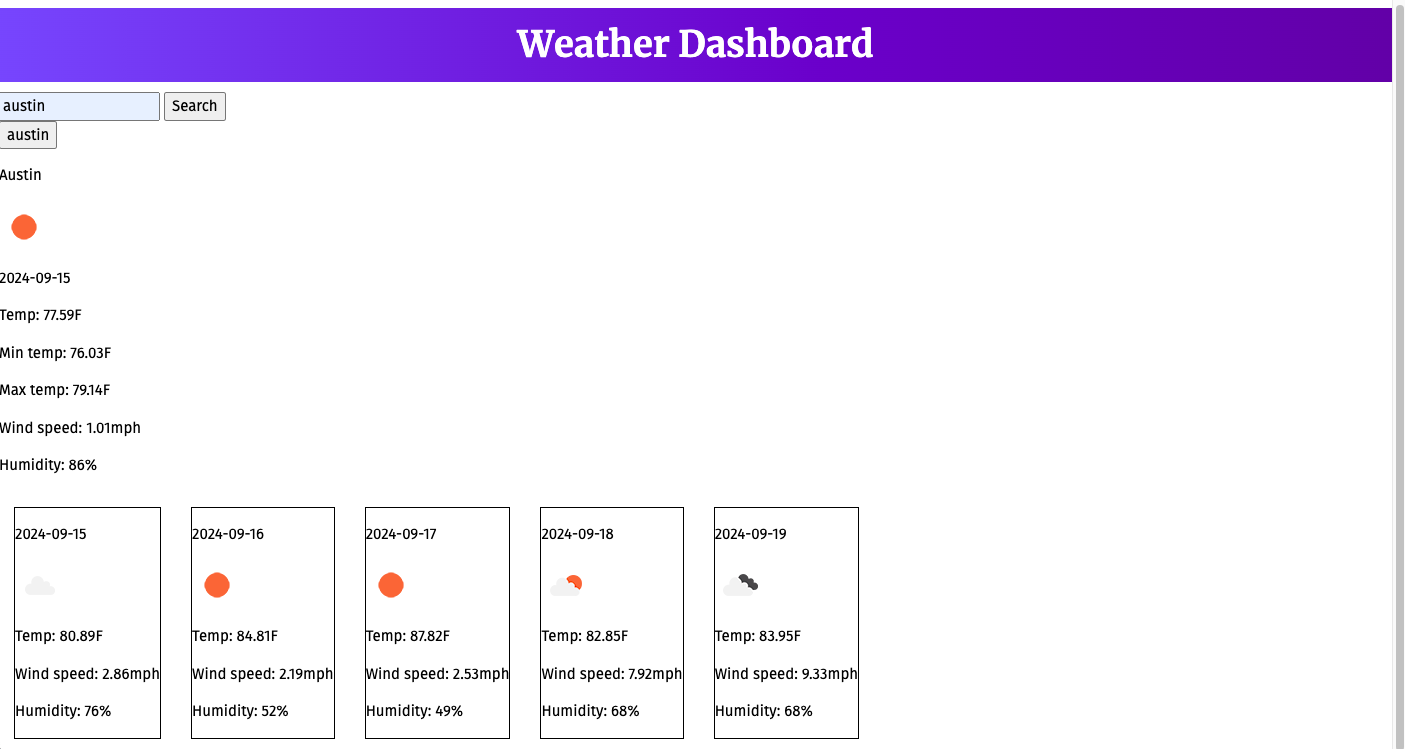 Weather Dashboard
austin Search
austin
Austin
2024-09-15
Temp: 77.59F
Min temp: 76.03F
Max temp: 79.14F
Wind speed: 1.01mph
Humidity: 86%
2024-09-15
Temp: 80.89F
Wind speed: 2.86mph
Humidity: 76%
2024-09-16
Temp: 84.81F
Wind speed: 2.19mph
Humidity: 52%
2024-09-17
Temp: 87.82F
Wind speed: 2.53mph
Humidity: 49%
2024-09-18
Temp: 82.85F
Wind speed: 7.92mph
Humidity: 68%
2024-09-19
Temp: 83.95F
Wind speed: 9.33mph
Humidity: 68%